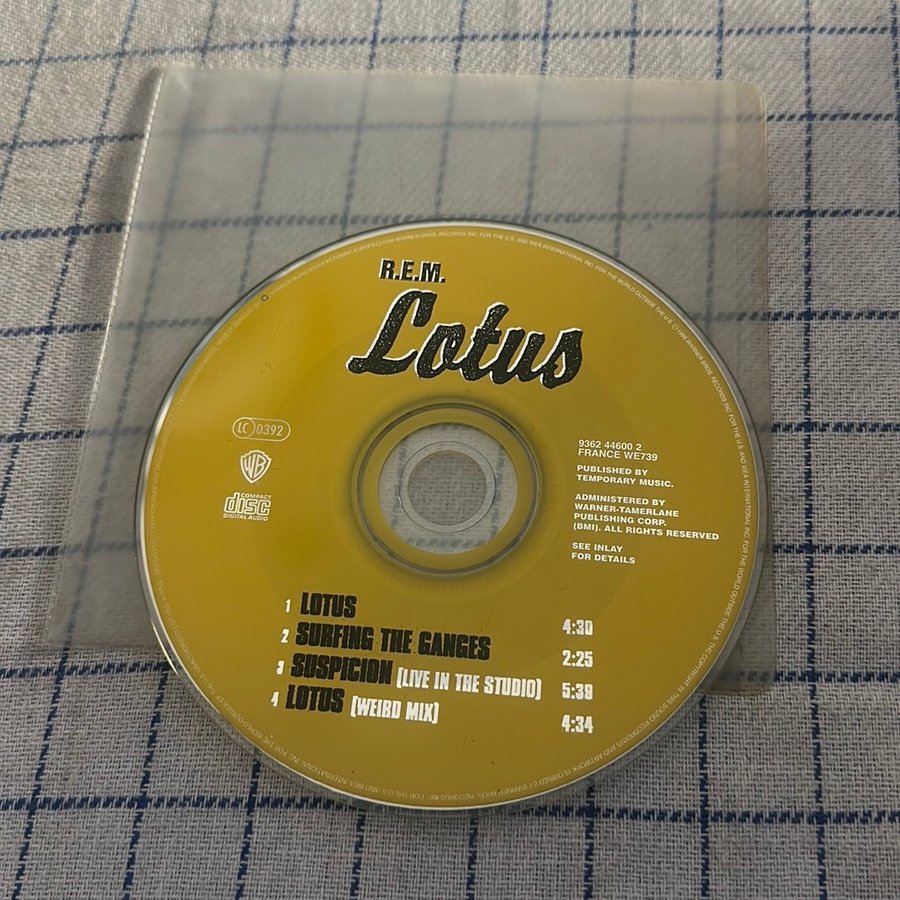 R.E.M.
Lotus
LC 0392
WB
COMPACT
disc
DIGITAL AUDIO
9362 44600 2
FRANCE WE739
PUBLISHED BY
TEMPORARY MUSIC.
ADMINISTERED BY
WARNER-TAMERLANE
PUBLISHING CORP.
(BMI). ALL RIGHTS RESERVED
SEE INLAY
FOR DETAILS
1 LOTUS 4:30
2 SURFING THE GANGES 2:25
3 SUSPICION (LIVE IN THE STUDIO) 5:39
4 LOTUS (WEIRD MIX) 4:34